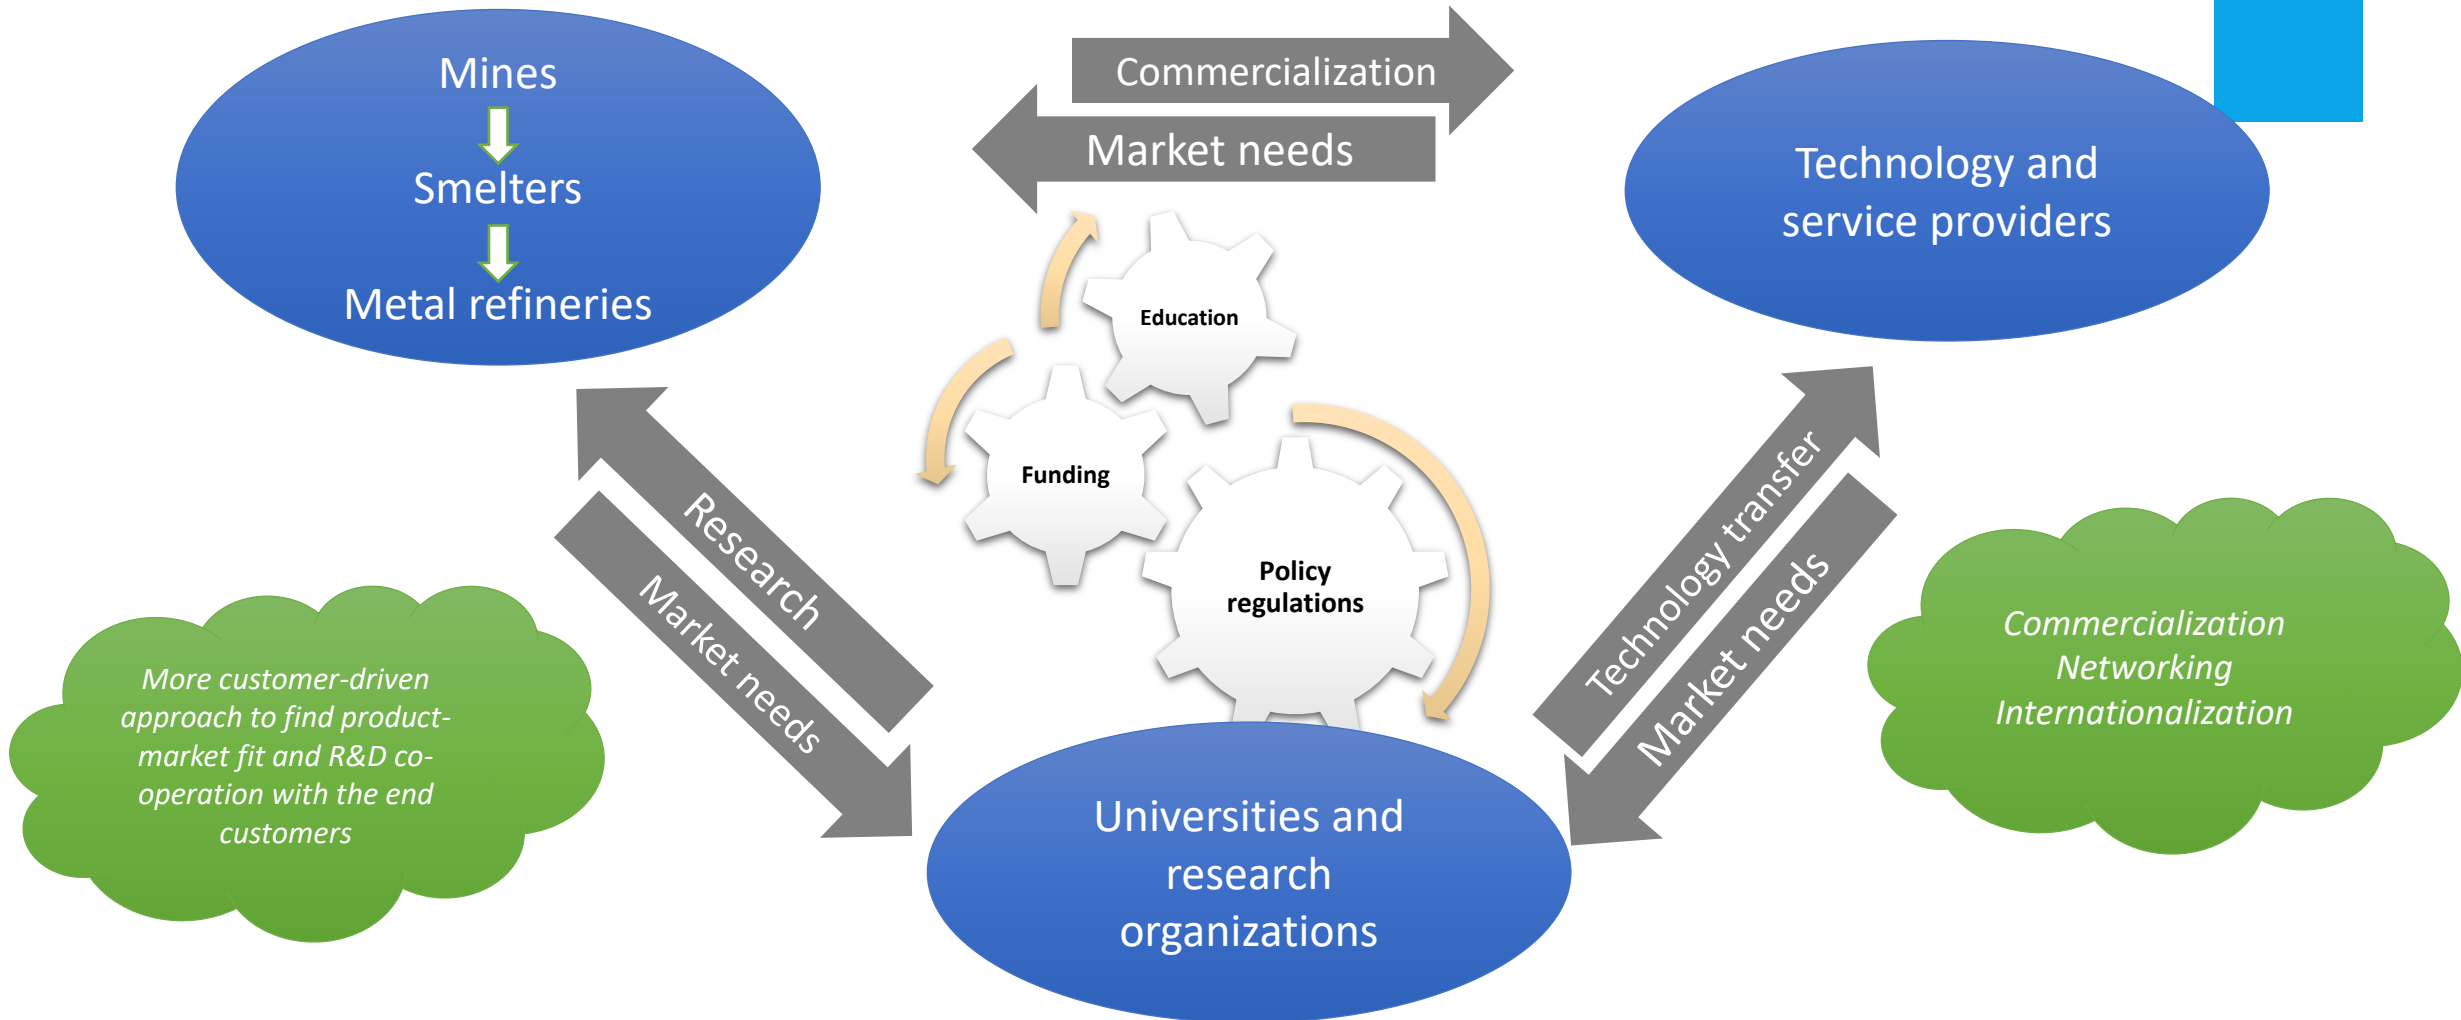 Mines
Smelters
Metal refineries
Commercialization
Market needs
Technology and
service providers
Education
Funding
Policy
regulations
Research
Market needs
Technology transfer
Market needs
More customer-driven
approach to find product-
market fit and R&D co-
operation with the end
customers
Commercialization
Networking
Internationalization
Universities and
research
organizations